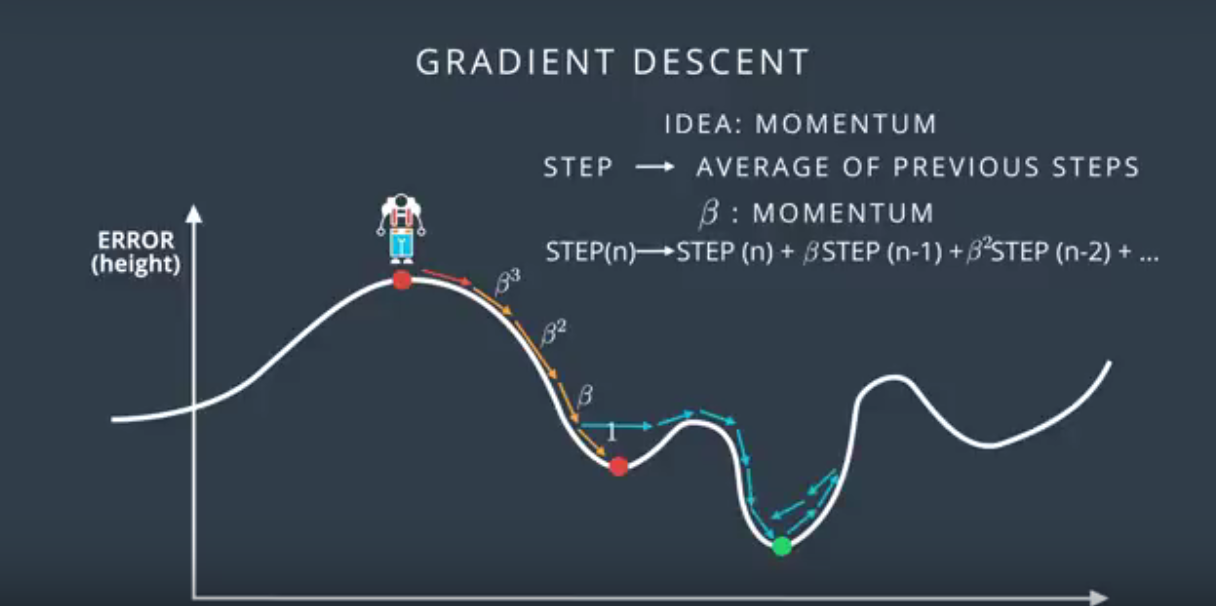 GRADIENT DESCENT
IDEA: MOMENTUM
STEP → AVERAGE OF PREVIOUS STEPS
β : MOMENTUM
STEP(n)→STEP (n) + β STEP (n-1) + β²STEP (n-2) + ...
ERROR
(height)
β³
β²
β
1